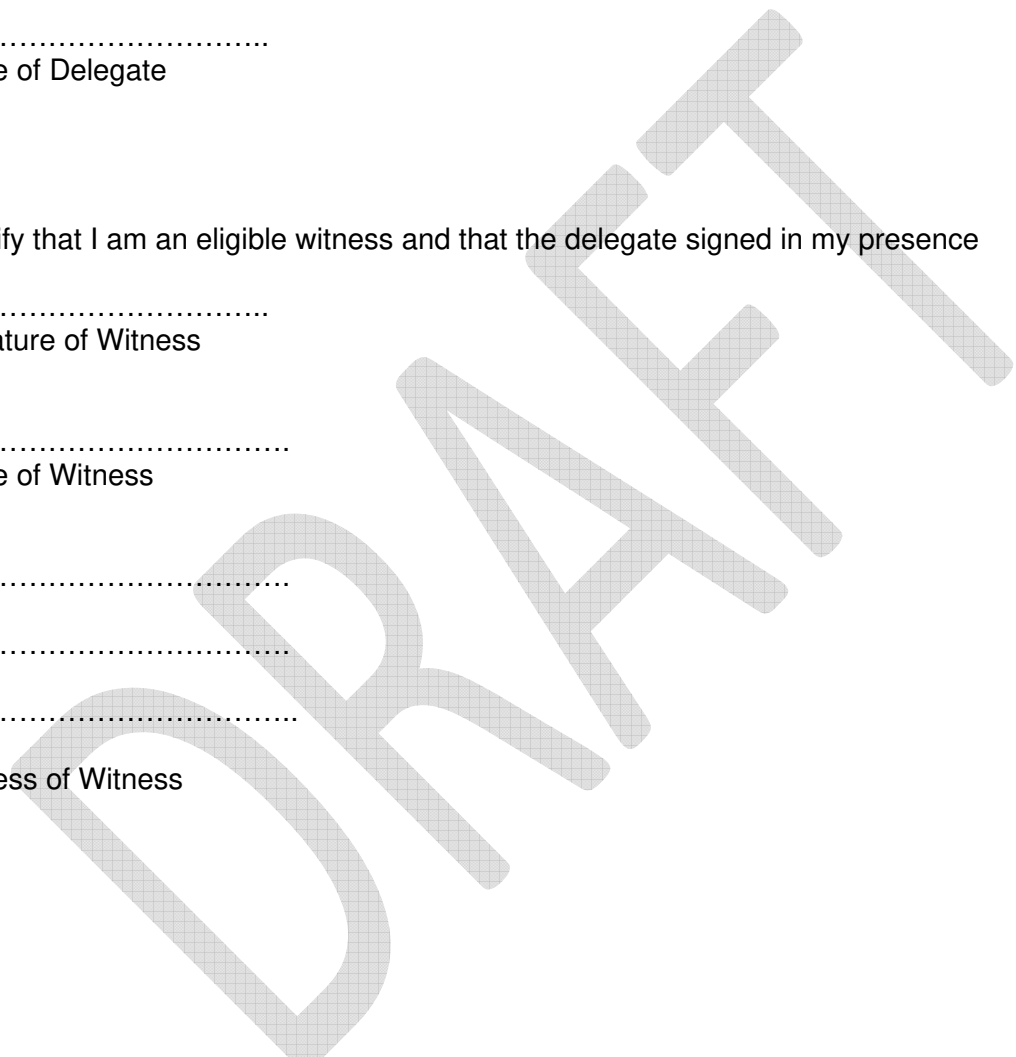 ………………………..
e of Delegate
ify that I am an eligible witness and that the delegate signed in my presence
………………………..
ature of Witness
………………………….
e of Witness
………………………….
………………………….
…………………………..
ess of Witness
DRAFT